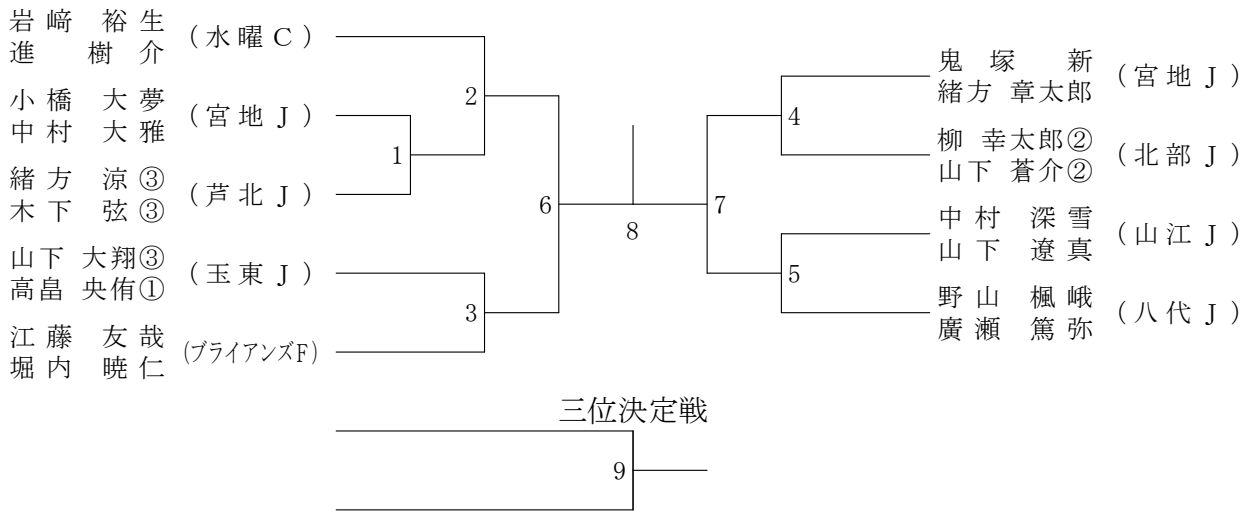 岩﨑 裕生
進 樹介
(水曜C)
小橋 大夢
中村 大雅
(宮地J)
緒方 涼③
木下 弦③
(芦北J)
山下 大翔③
高畠 央侑①
(玉東J)
江藤 友哉
堀内 暁仁
(ブライアンズF)
1
2
3
6
8
7
4
5
鬼塚 新
緒方 章太郎
(宮地J)
柳 幸太郎②
山下 蒼介②
(北部J)
中村 深雪
山下 遼真
(山江J)
野山 楓峨
廣瀬 篤弥
(八代J)
三位決定戦
9